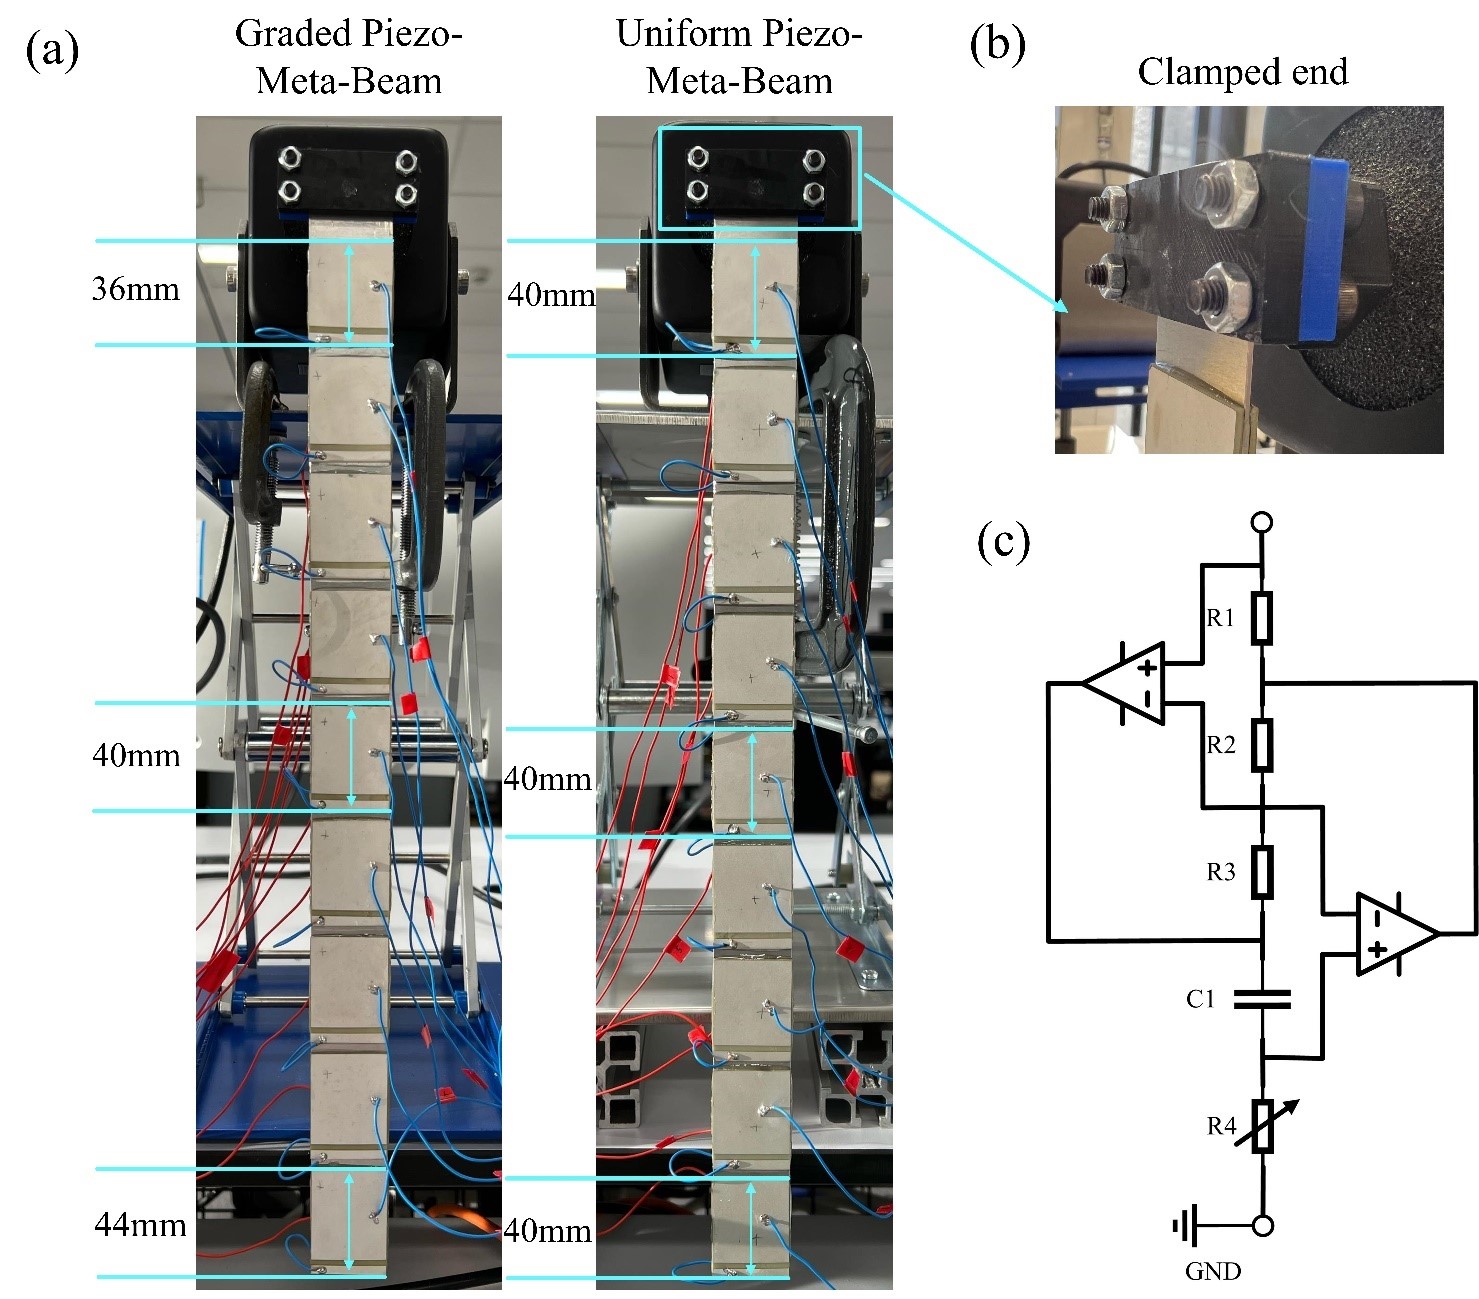 (a)
Graded Piezo-
Meta-Beam
Uniform Piezo-
Meta-Beam
36mm
40mm
44mm
40mm
40mm
40mm
(b)
Clamped end
(c)
R1
+
-
R2
R3
-
+
C1
R4
GND